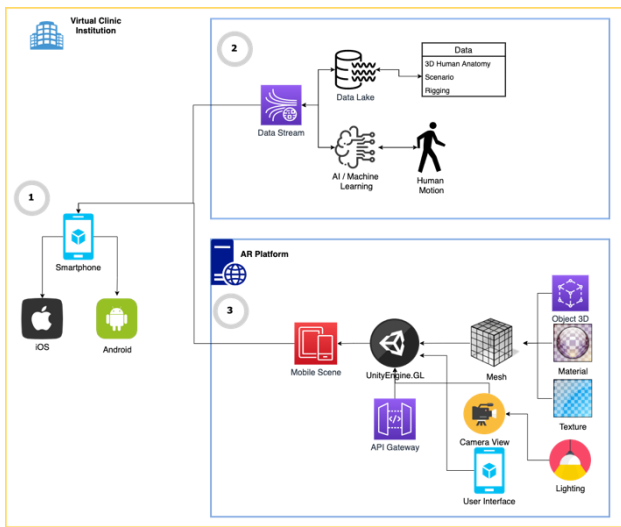 Virtual Clinic
Institution
2
Data
3D Human Anatomy
Scenario
Rigging
Data Lake
Data Stream
AI / Machine
Learning
Human
Motion
1
Smartphone
iOS
Android
AR Platform
3
Object 3D
Mobile Scene
UnityEngine.GL
Mesh
Material
API Gateway
Camera View
Texture
User Interface
Lighting